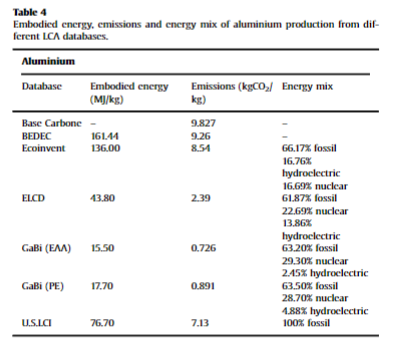 Table 4
Embodied energy, emissions and energy mix of aluminium production from dif-
ferent LCA databases.
Aluminium
Database Embodied energy Emissions (kgCO2/ Energy mix
(MJ/kg) kg)
Base Carbone – 9.827 –
BEDEC 161.44 9.26 –
Ecoinvent 136.00 8.54 66.17% fossil
16.76%
hydroelectric
16.69% nuclear
ELCD 43.80 2.39 61.87% fossil
22.69% nuclear
13.86%
hydroelectric
GaBi (EAA) 15.50 0.726 63.20% fossil
29.30% nuclear
2.45% hydroelectric
GaBi (PE) 17.70 0.891 63.50% fossil
28.70% nuclear
4.88% hydroelectric
U.S.LCI 76.70 7.13 100% fossil